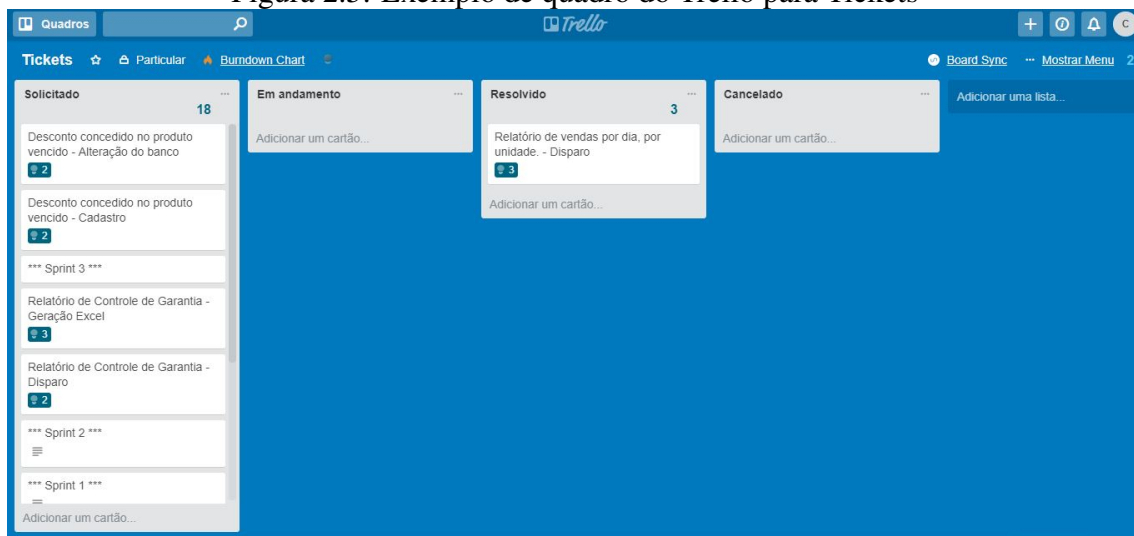 Figura 2.3: Exemplo de quadro do Trello para Tickets
Quadros
Trello
C
Tickets
Particular
Burndown Chart
Board Sync
··· Mostrar Menu
2
Solicitado
18
Desconto concedido no produto
vencido - Alteração do banco
2
Desconto concedido no produto
vencido - Cadastro
2
*** Sprint 3 ***
Relatório de Controle de Garantia -
Geração Excel
3
Relatório de Controle de Garantia -
Disparo
2
*** Sprint 2 ***
*** Sprint 1 ***
Adicionar um cartão...
Em andamento
Adicionar um cartão...
Resolvido
3
Relatório de vendas por dia, por
unidade. - Disparo
3
Adicionar um cartão...
Cancelado
Adicionar um cartão...
Adicionar uma lista...